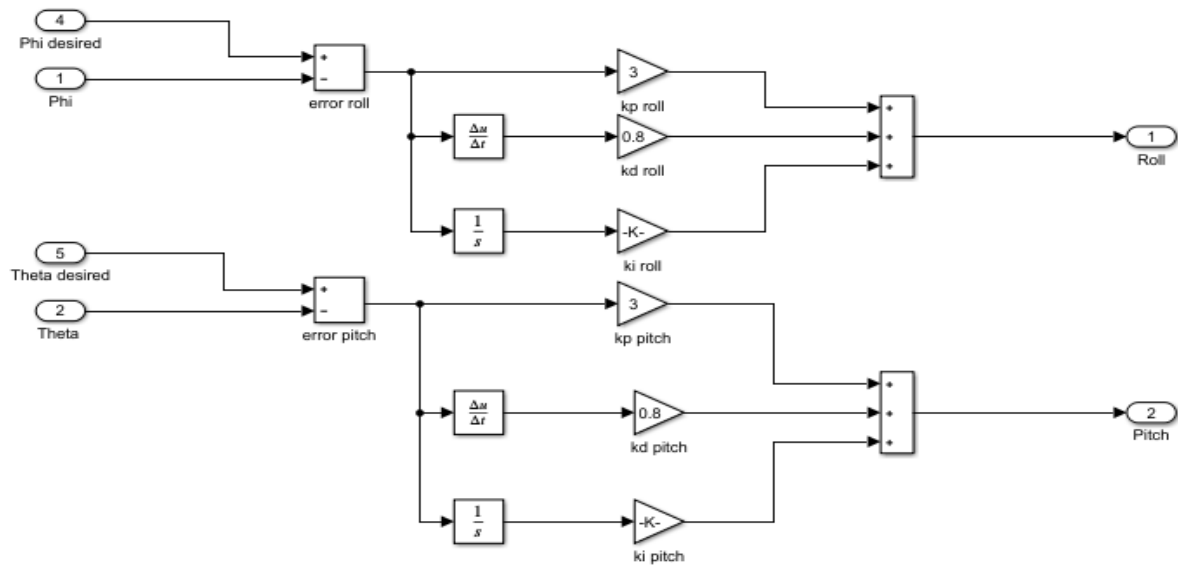 4
Phi desired
1
Phi
+
−
error roll
3
kp roll
Δu
Δt
0.8
kd roll
1
s
-K-
ki roll
+
+
+
1
Roll
5
Theta desired
2
Theta
+
−
error pitch
3
kp pitch
Δu
Δt
0.8
kd pitch
1
s
-K-
ki pitch
+
+
+
2
Pitch